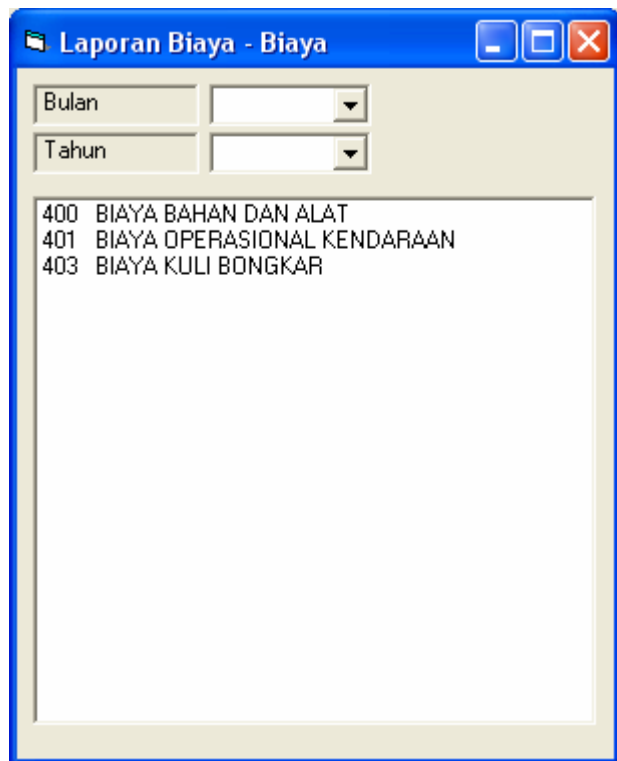 Laporan Biaya - Biaya
Bulan
Tahun
400 BIAYA BAHAN DAN ALAT
401 BIAYA OPERASIONAL KENDARAAN
403 BIAYA KULI BONGKAR